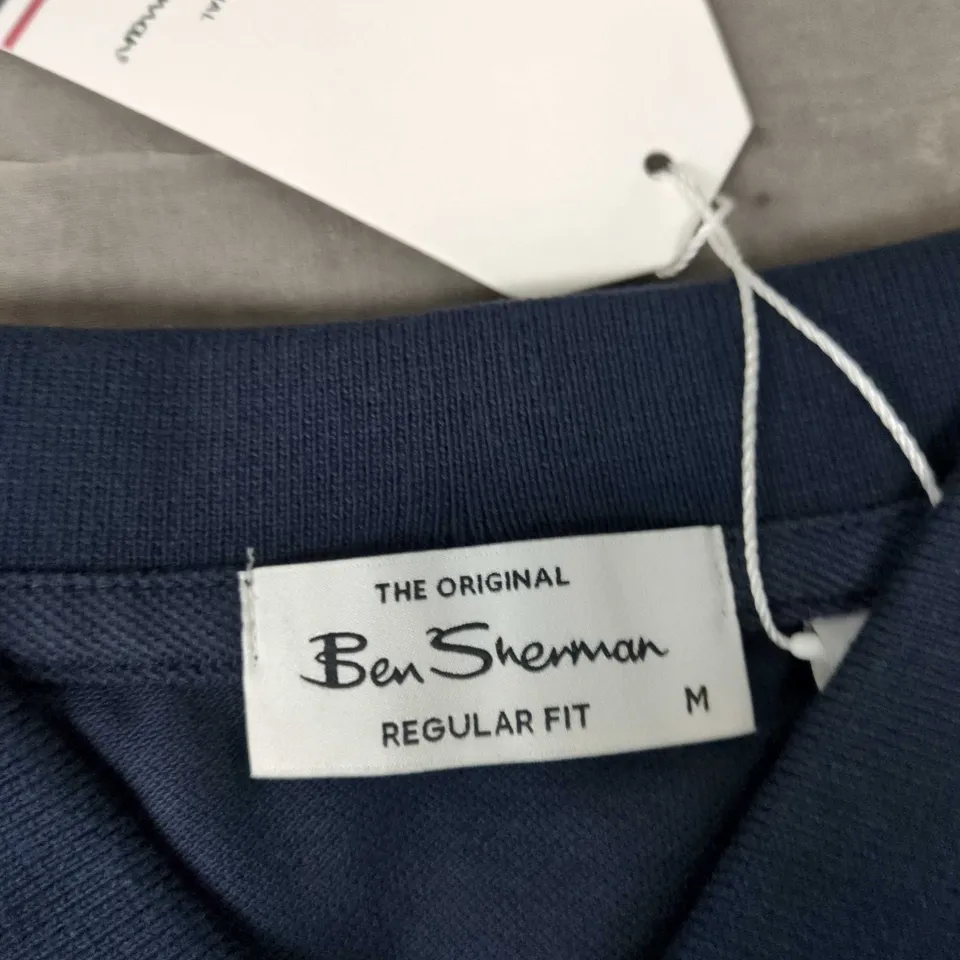 THE ORIGINAL
Ben Sherman
REGULAR FIT
M